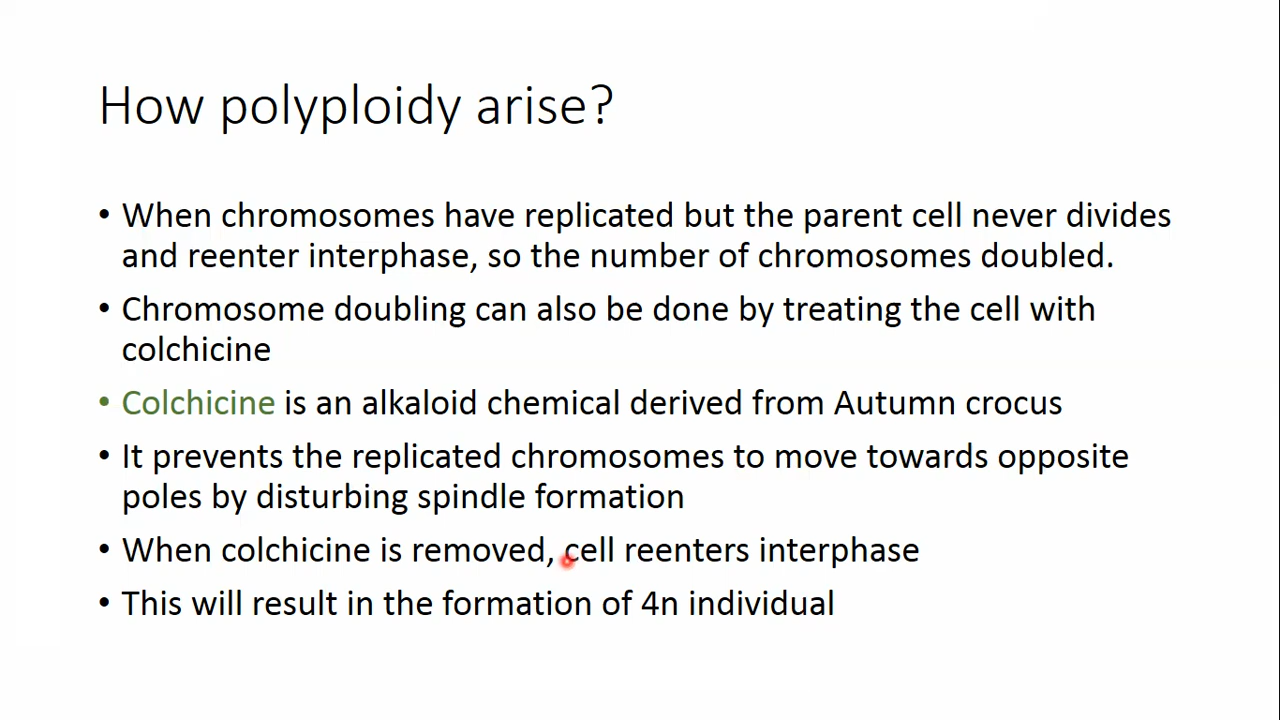 How polyploidy arise?
• When chromosomes have replicated but the parent cell never divides
and reenter interphase, so the number of chromosomes doubled.
• Chromosome doubling can also be done by treating the cell with
colchicine
• Colchicine is an alkaloid chemical derived from Autumn crocus
• It prevents the replicated chromosomes to move towards opposite
poles by disturbing spindle formation
• When colchicine is removed, cell reenters interphase
• This will result in the formation of 4n individual